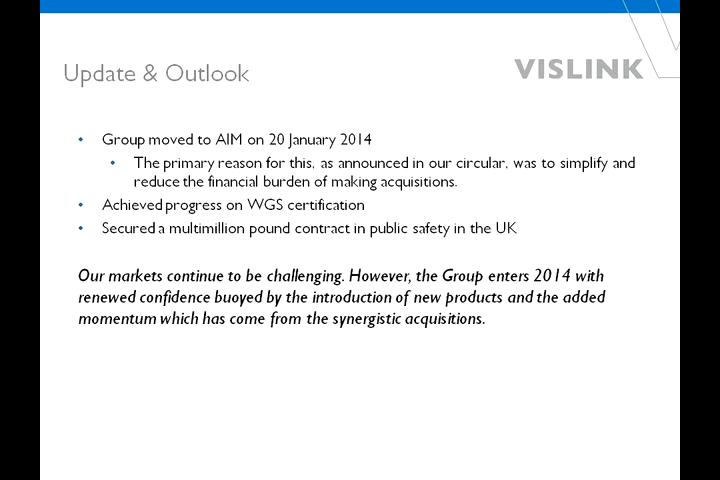 Update & Outlook
VISLINK
• Group moved to AIM on 20 January 2014
• The primary reason for this, as announced in our circular, was to simplify and
reduce the financial burden of making acquisitions.
• Achieved progress on WGS certification
• Secured a multimillion pound contract in public safety in the UK
Our markets continue to be challenging. However, the Group enters 2014 with
renewed confidence buoyed by the introduction of new products and the added
momentum which has come from the synergistic acquisitions.